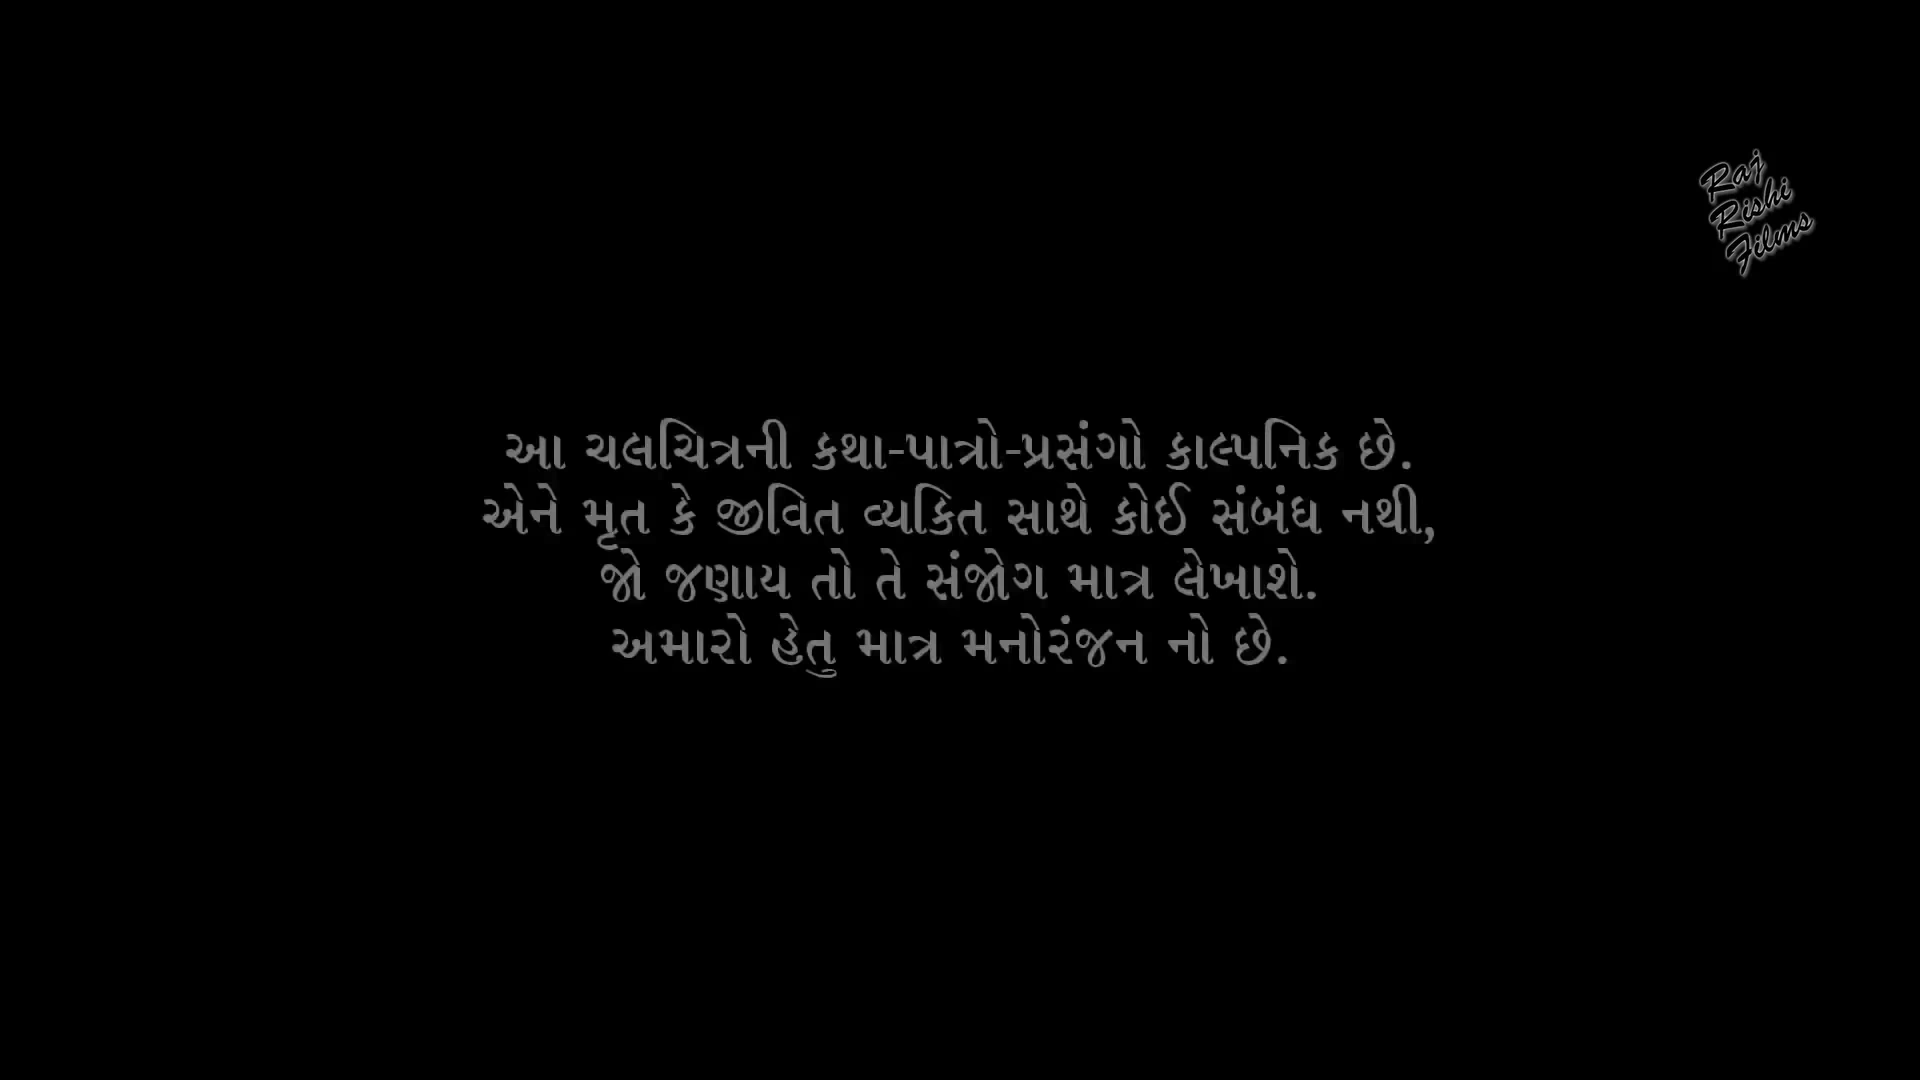 Raj
Rishi
Films
આ ચલચિત્રની કથા-પાત્રો-પ્રસંગો કાલ્પનિક છે.
એને મૃત કે જીવિત વ્યકિત સાથે કોઈ સંબંધ નથી,
જો જણાય તો તે સંજોગ માત્ર લેખાશે.
અમારો હેતુ માત્ર મનોરંજન નો છે.